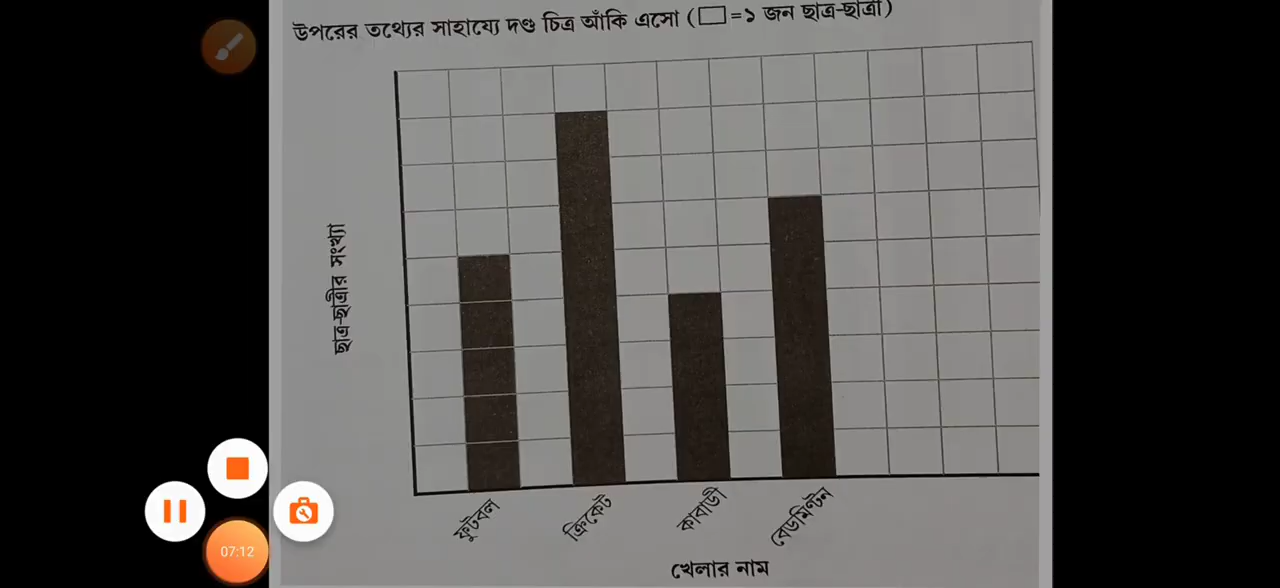 উপরের তথ্যের সাহায্যে দণ্ড চিত্র আঁকি এসো (□=১ জন ছাত্র-ছাত্রী)
ছাত্র-ছাত্রীর সংখ্যা
ফুটবল
ক্রিকেট
কাবাডী
বেডমিন্টন
খেলার নাম
07:12